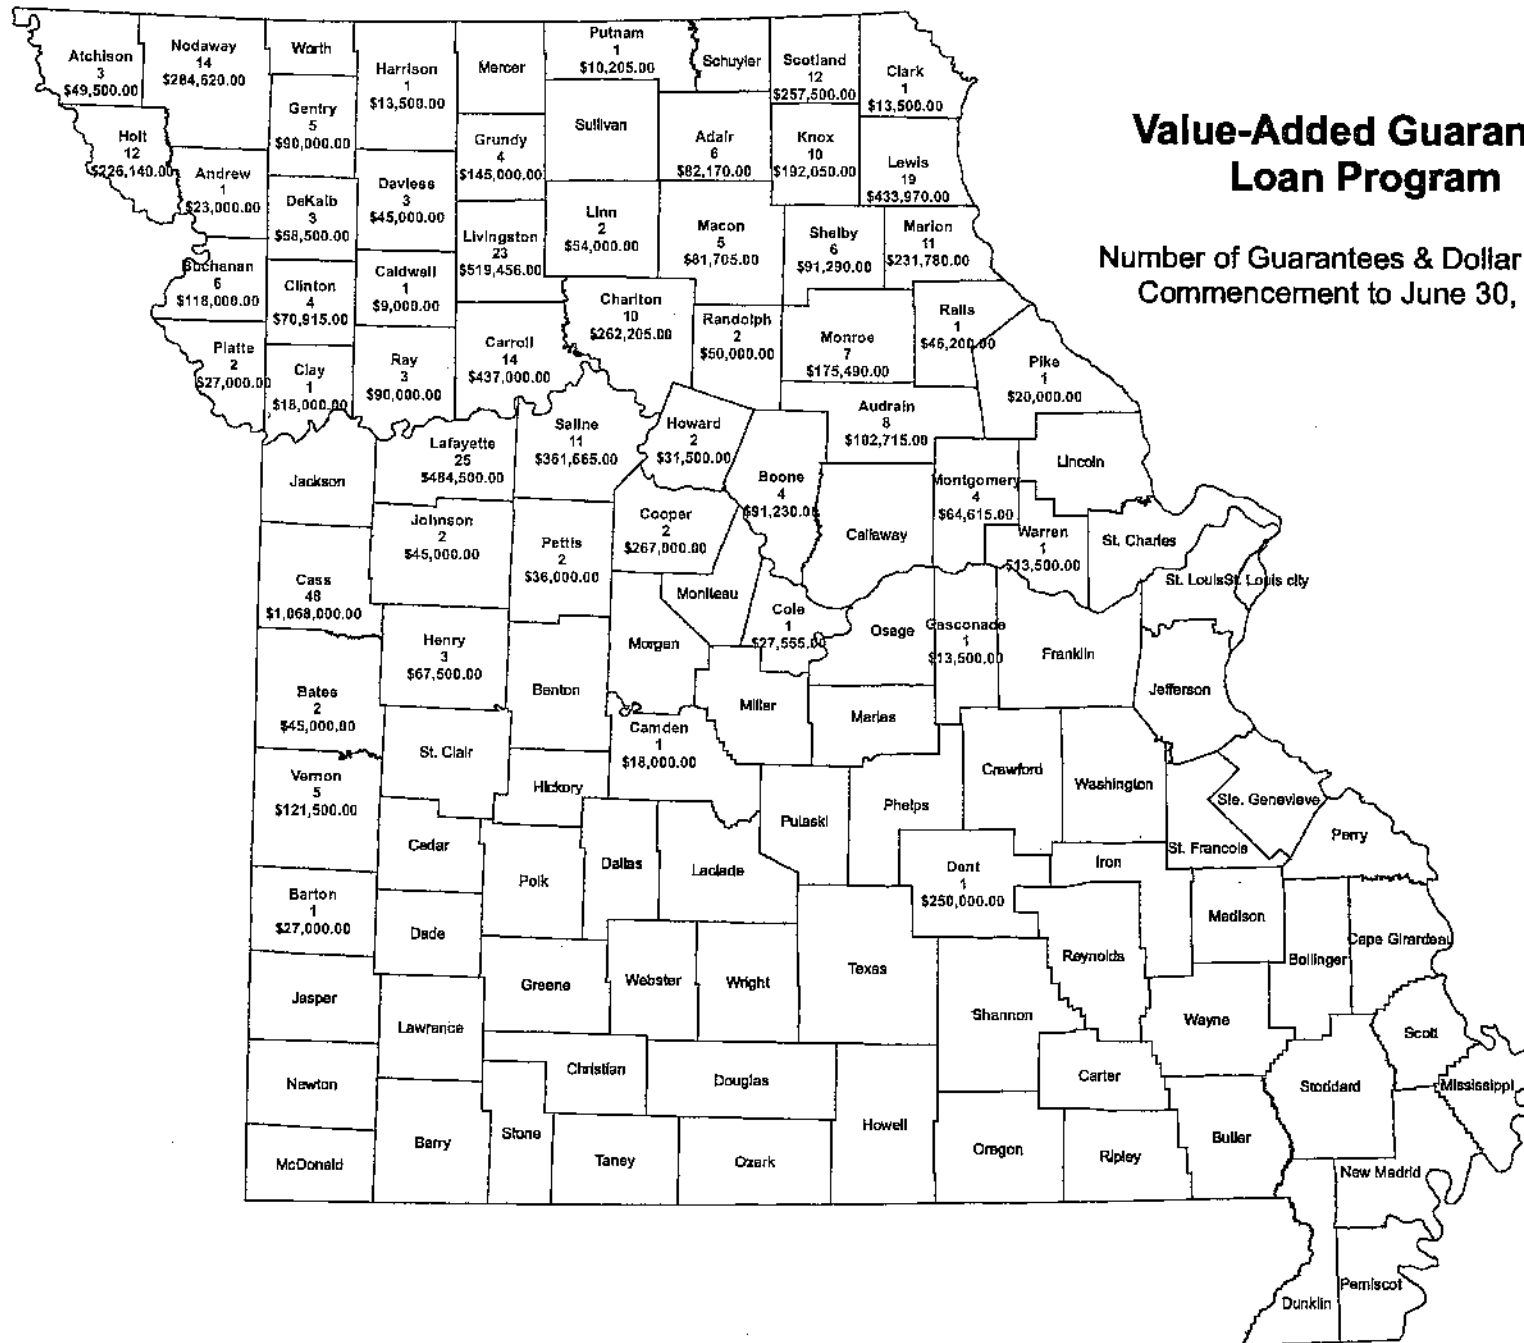 Value-Added Guaran
Loan Program
Number of Guarantees & Dollar
Commencement to June 30,
Atchison
3
$49,500.00
Nodaway
14
$284,620.00
Worth
Harrison
1
$13,500.00
Mercer
Putnam
1
$10,205.00
Schuyler
Scotland
12
$257,500.00
Clark
1
$13,500.00
Holt
12
$226,140.00
Andrew
1
$23,000.00
Gentry
5
$90,000.00
DeKalb
3
$58,500.00
Daviess
3
$45,000.00
Grundy
4
$145,000.00
Sullivan
Adair
6
$82,170.00
Knox
10
$192,050.00
Lewis
19
$433,970.00
Livingston
23
$519,456.00
Linn
2
$54,000.00
Macon
5
$81,705.00
Shelby
6
$91,290.00
Marion
11
$231,780.00
Buchanan
6
$118,000.00
Clinton
4
$70,915.00
Caldwell
1
$9,000.00
Chariton
10
$262,205.00
Randolph
2
$50,000.00
Monroe
7
$175,490.00
Ralls
1
$46,200.00
Pike
1
$20,000.00
Platte
2
$27,000.00
Clay
1
$18,000.00
Ray
3
$90,000.00
Carroll
14
$437,000.00
Audrain
8
$102,715.00
Jackson
Lafayette
25
$484,500.00
Saline
11
$361,665.00
Howard
2
$31,500.00
Boone
4
$91,230.00
Callaway
Montgomery
4
$64,615.00
Lincoln
Warren
1
$13,500.00
St. Charles
St. Louis
St. Louis city
Cass
48
$1,068,000.00
Johnson
2
$45,000.00
Pettis
2
$36,000.00
Cooper
2
$267,000.00
Moniteau
Cole
1
$27,555.00
Osage
Gasconade
1
$13,500.00
Franklin
Jefferson
Bates
2
$45,000.00
Henry
3
$67,500.00
Benton
Morgan
Miller
Maries
Camden
1
$18,000.00
St. Clair
Hickory
Vernon
5
$121,500.00
Cedar
Polk
Dallas
Laclede
Pulaski
Phelps
Crawford
Washington
Ste. Genevieve
St. Francois
Perry
Dent
1
$250,000.00
Iron
Barton
1
$27,000.00
Dade
Greene
Webster
Wright
Texas
Reynolds
Madison
Bollinger
Cape Girardeau
Jasper
Lawrence
Shannon
Wayne
Scott
Newton
Christian
Douglas
Carter
Stoddard
Mississippi
McDonald
Barry
Stone
Taney
Ozark
Howell
Oregon
Ripley
Butler
New Madrid
Pemiscot
Dunklin